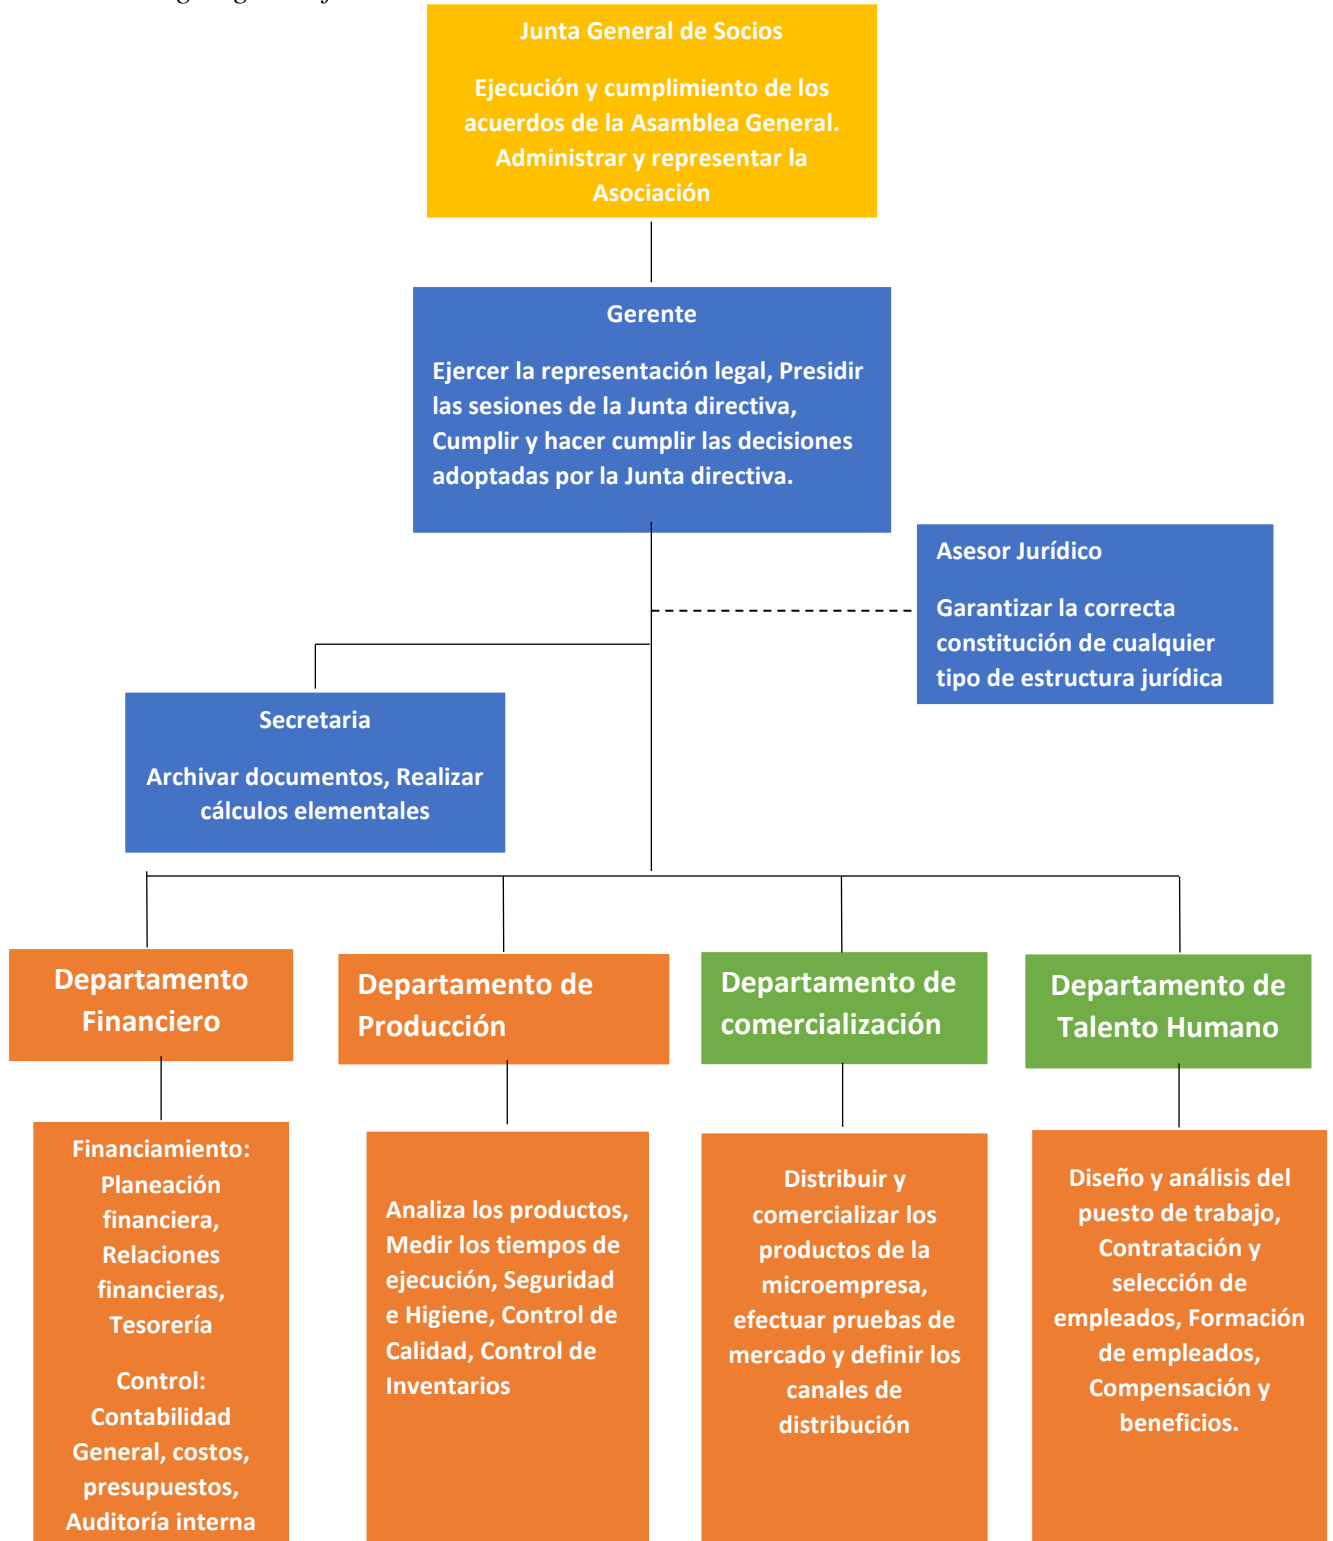 Junta General de Socios
Ejecución y cumplimiento de los
acuerdos de la Asamblea General.
Administrar y representar la
Asociación
Gerente
Ejercer la representación legal, Presidir
las sesiones de la Junta directiva,
Cumplir y hacer cumplir las decisiones
adoptadas por la Junta directiva.
Asesor Jurídico
Garantizar la correcta
constitución de cualquier
tipo de estructura jurídica
Secretaria
Archivar documentos, Realizar
cálculos elementales
Departamento
Financiero
Departamento de
Producción
Departamento de
comercialización
Departamento de
Talento Humano
Financiamiento:
Planeación
financiera,
Relaciones
financieras,
Tesorería
Control:
Contabilidad
General, costos,
presupuestos,
Auditoría interna
Analiza los productos,
Medir los tiempos de
ejecución, Seguridad
e Higiene, Control de
Calidad, Control de
Inventarios
Distribuir y
comercializar los
productos de la
microempresa,
efectuar pruebas de
mercado y definir los
canales de
distribución
Diseño y análisis del
puesto de trabajo,
Contratación y
selección de
empleados, Formación
de empleados,
Compensación y
beneficios.